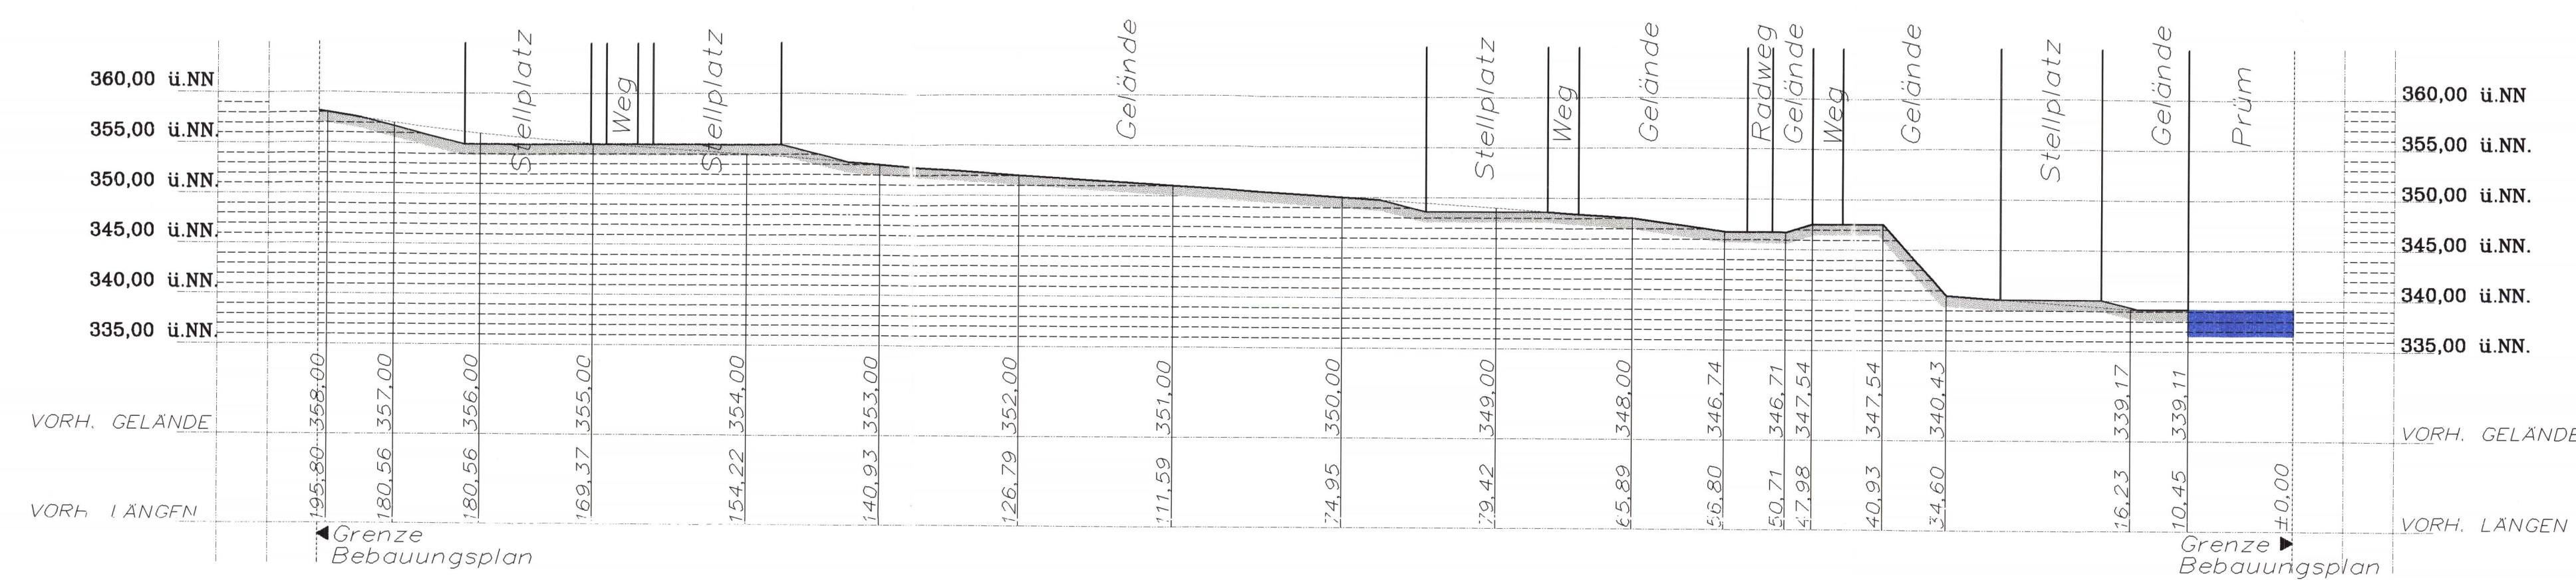 Stellplatz
Weg
Stellplatz
Gelände
Stellplatz
Weg
Gelände
Radweg
Gelände
Weg
Gelände
Stellplatz
Gelände
Prüm
360,00 ü.NN
355,00 ü.NN.
350,00 ü.NN.
345,00 ü.NN.
340,00 ü.NN.
335,00 ü.NN.
360,00 ü.NN
355,00 ü.NN.
350,00 ü.NN.
345,00 ü.NN.
340,00 ü.NN.
335,00 ü.NN.
VORH. GELÄNDE
358,00
357,00
356,00
355,00
354,00
353,00
352,00
351,00
350,00
349,00
348,00
346,74
346,71
347,54
347,54
340,43
339,17
339,11
VORH. GELÄNDE
VORH LÄNGEN
195,80
180,56
180,56
169,37
154,22
140,93
126,79
111,59
74,95
79,42
65,89
56,80
50,71
47,98
40,93
34,60
16,23
10,45
±0,00
VORH. LÄNGEN
Grenze
Bebauungsplan
Grenze
Bebauungsplan